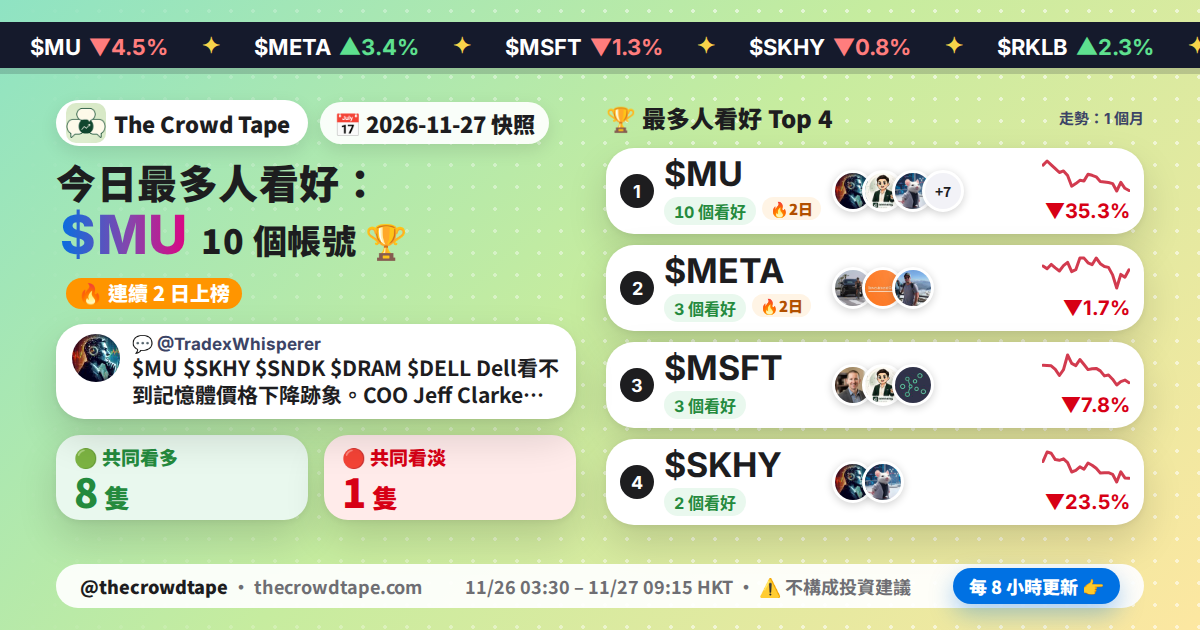 $MU ▼4.5% ✦ $META ▲3.4% ✦ $MSFT ▼1.3% ✦ $SKHY ▼0.8% ✦ $RKLB ▲2.3% ✦
The Crowd Tape
📅 2026-11-27 快照
今日最多人看好：
$MU 10 個帳號 🏆
🔥 連續 2 日上榜
💬 @TradexWhisperer
$MU $SKHY $SNDK $DRAM $DELL Dell看不
到記憶體價格下降跡象。COO Jeff Clarke…
🟢 共同看多
8 隻
🔴 共同看淡
1 隻
🏆 最多人看好 Top 4
走勢：1個月
1
$MU
10 個看好 🔥2日
+7
▼35.3%
2
$META
3 個看好 🔥2日
▼1.7%
3
$MSFT
3 個看好
▼7.8%
4
$SKHY
2 個看好
▼23.5%
@thecrowdtape • thecrowdtape.com
11/26 03:30 – 11/27 09:15 HKT • ⚠️ 不構成投資建議
每 8 小時更新 👉